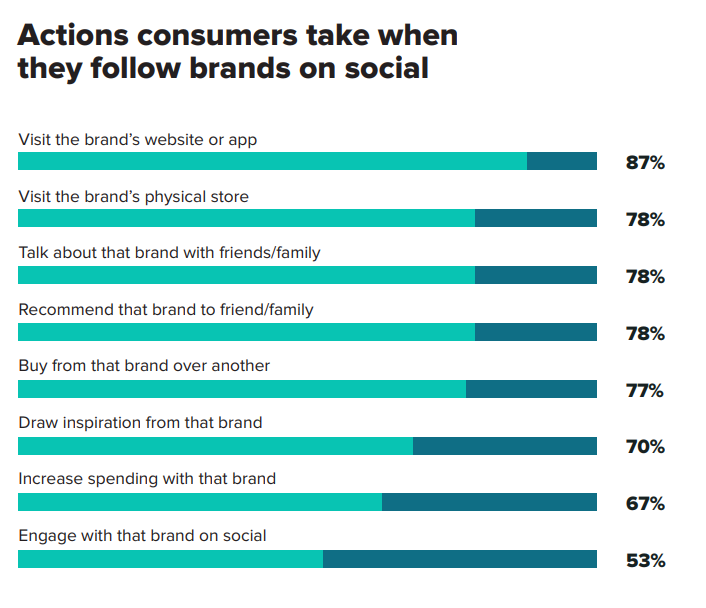 Actions consumers take when
they follow brands on social
Visit the brand’s website or app
87%
Visit the brand’s physical store
78%
Talk about that brand with friends/family
78%
Recommend that brand to friend/family
78%
Buy from that brand over another
77%
Draw inspiration from that brand
70%
Increase spending with that brand
67%
Engage with that brand on social
53%